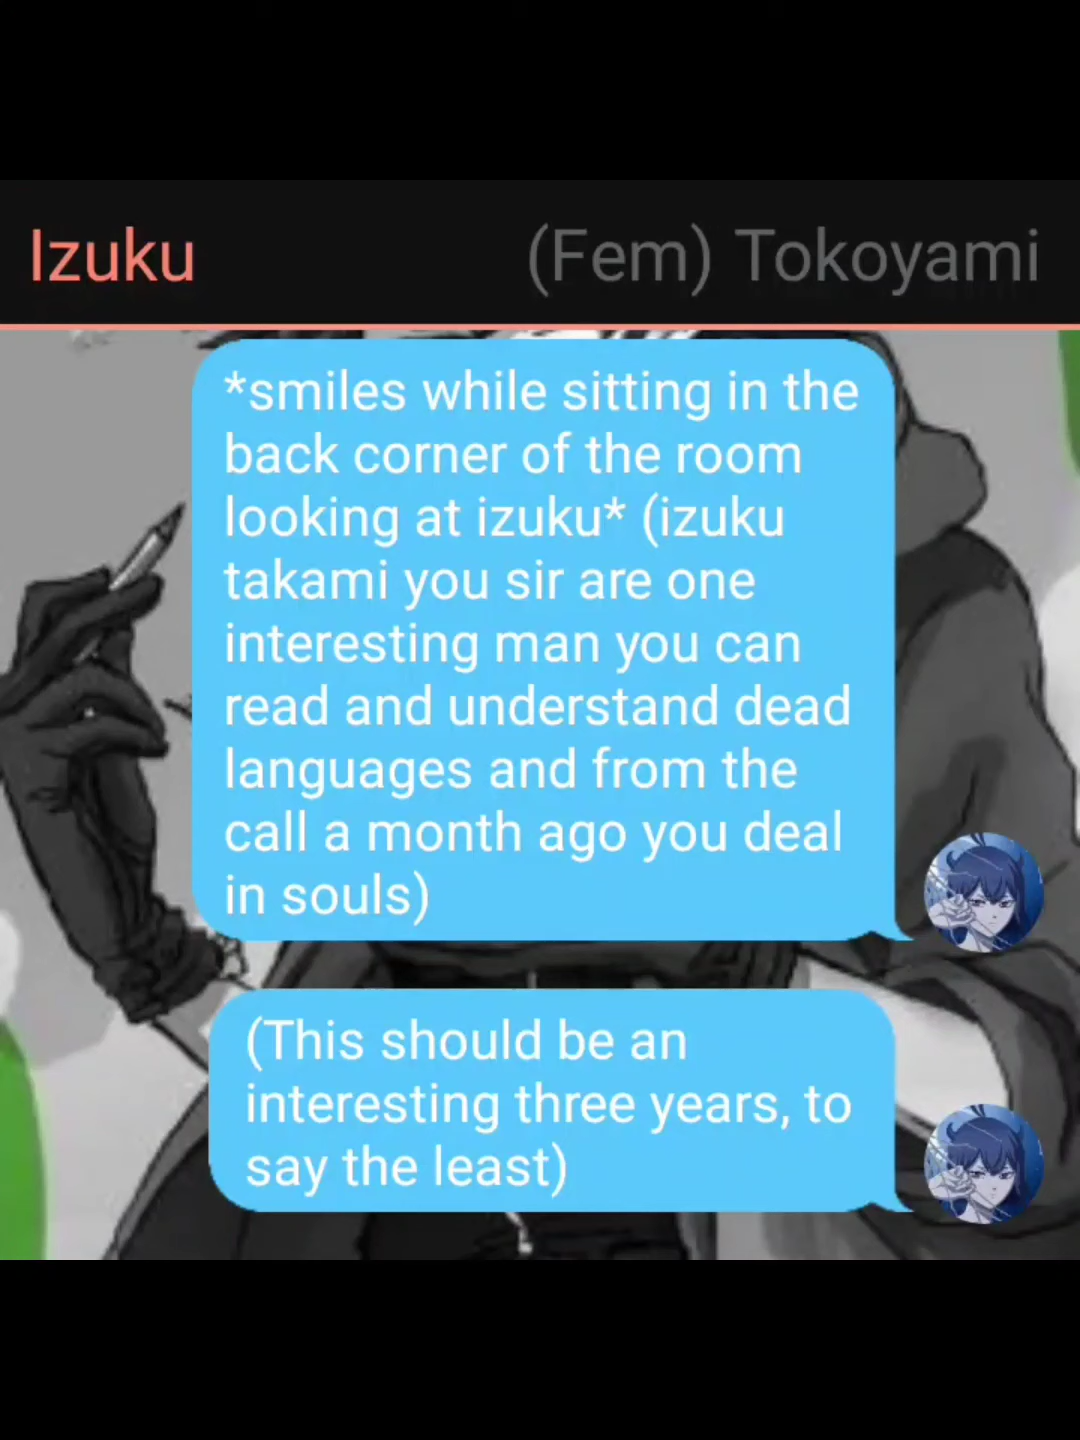 Izuku
(Fem) Tokoyami
*smiles while sitting in the
back corner of the room
looking at izuku* (izuku
takami you sir are one
interesting man you can
read and understand dead
languages and from the
call a month ago you deal
in souls)
(This should be an
interesting three years, to
say the least)